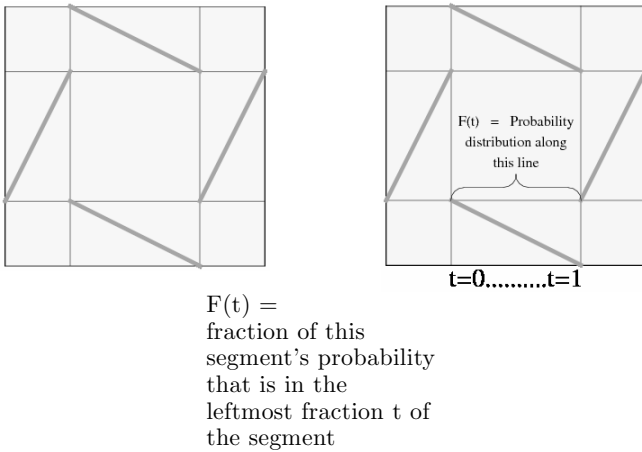 F(t) = Probability
distribution along
this line
t=0..........t=1
F(t) =
fraction of this
segment's probability
that is in the
leftmost fraction t of
the segment